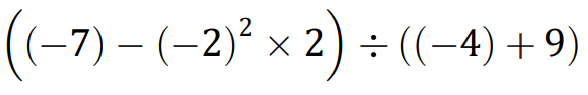 ((−7) − (−2)² × 2) ÷ ((−4) + 9)